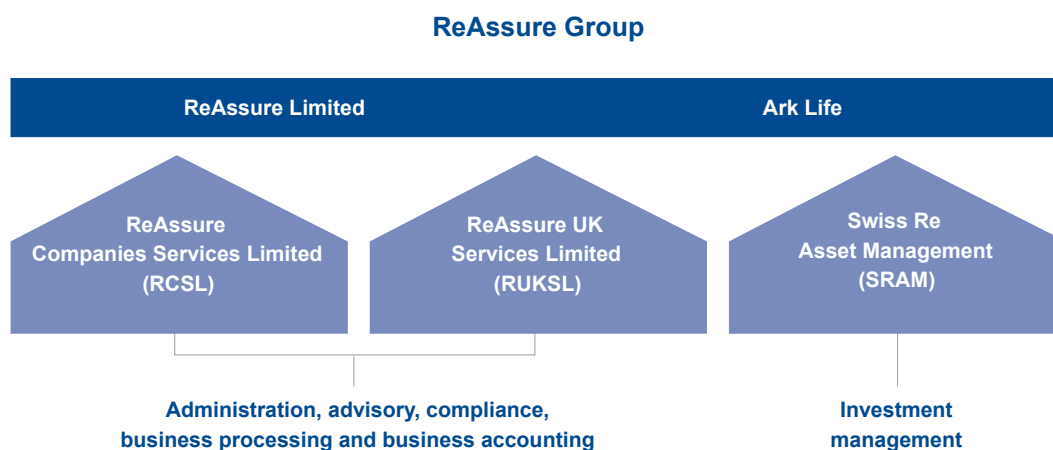 ReAssure Group
ReAssure Limited
Ark Life
ReAssure
Companies Services Limited
(RCSL)
ReAssure UK
Services Limited
(RUKSL)
Swiss Re
Asset Management
(SRAM)
Administration, advisory, compliance,
business processing and business accounting
Investment
management